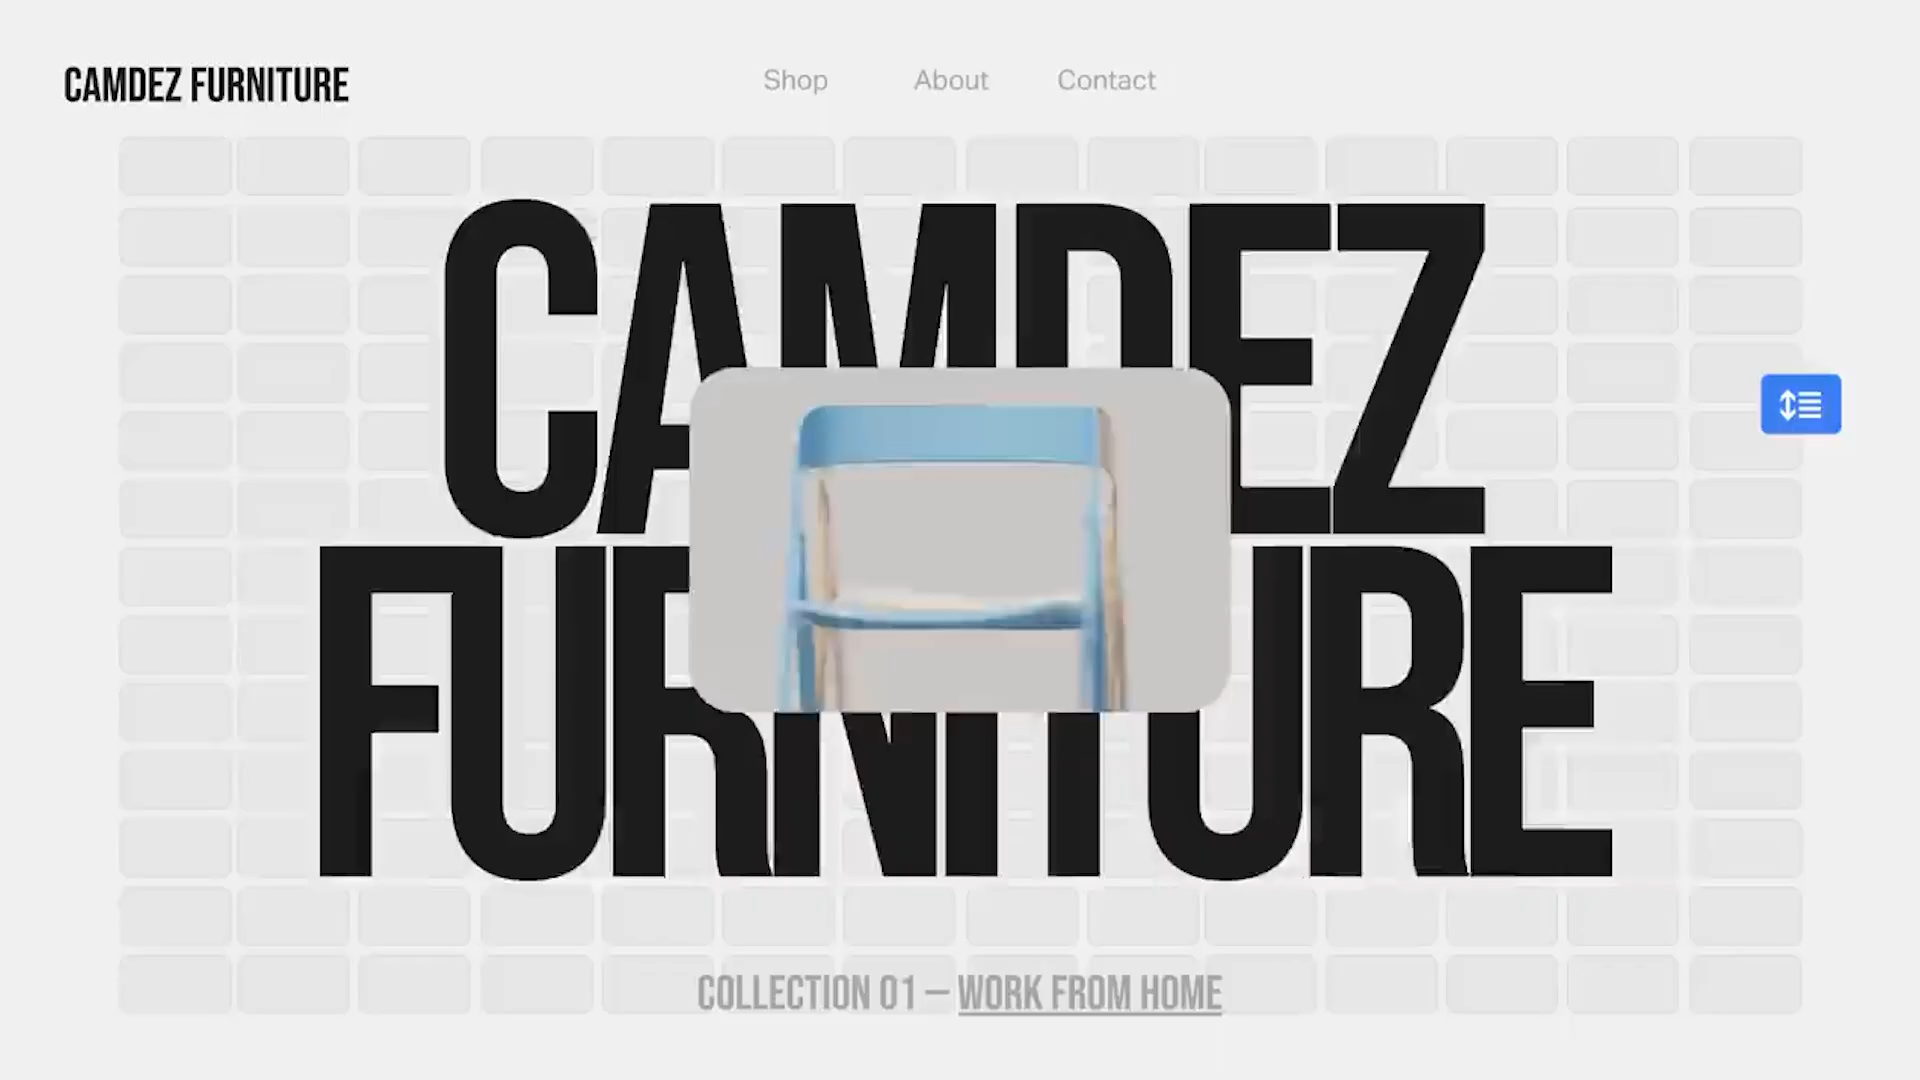 CAMDEZ FURNITURE
Shop About Contact
CAMDEZ
FURNITURE
COLLECTION 01 — WORK FROM HOME